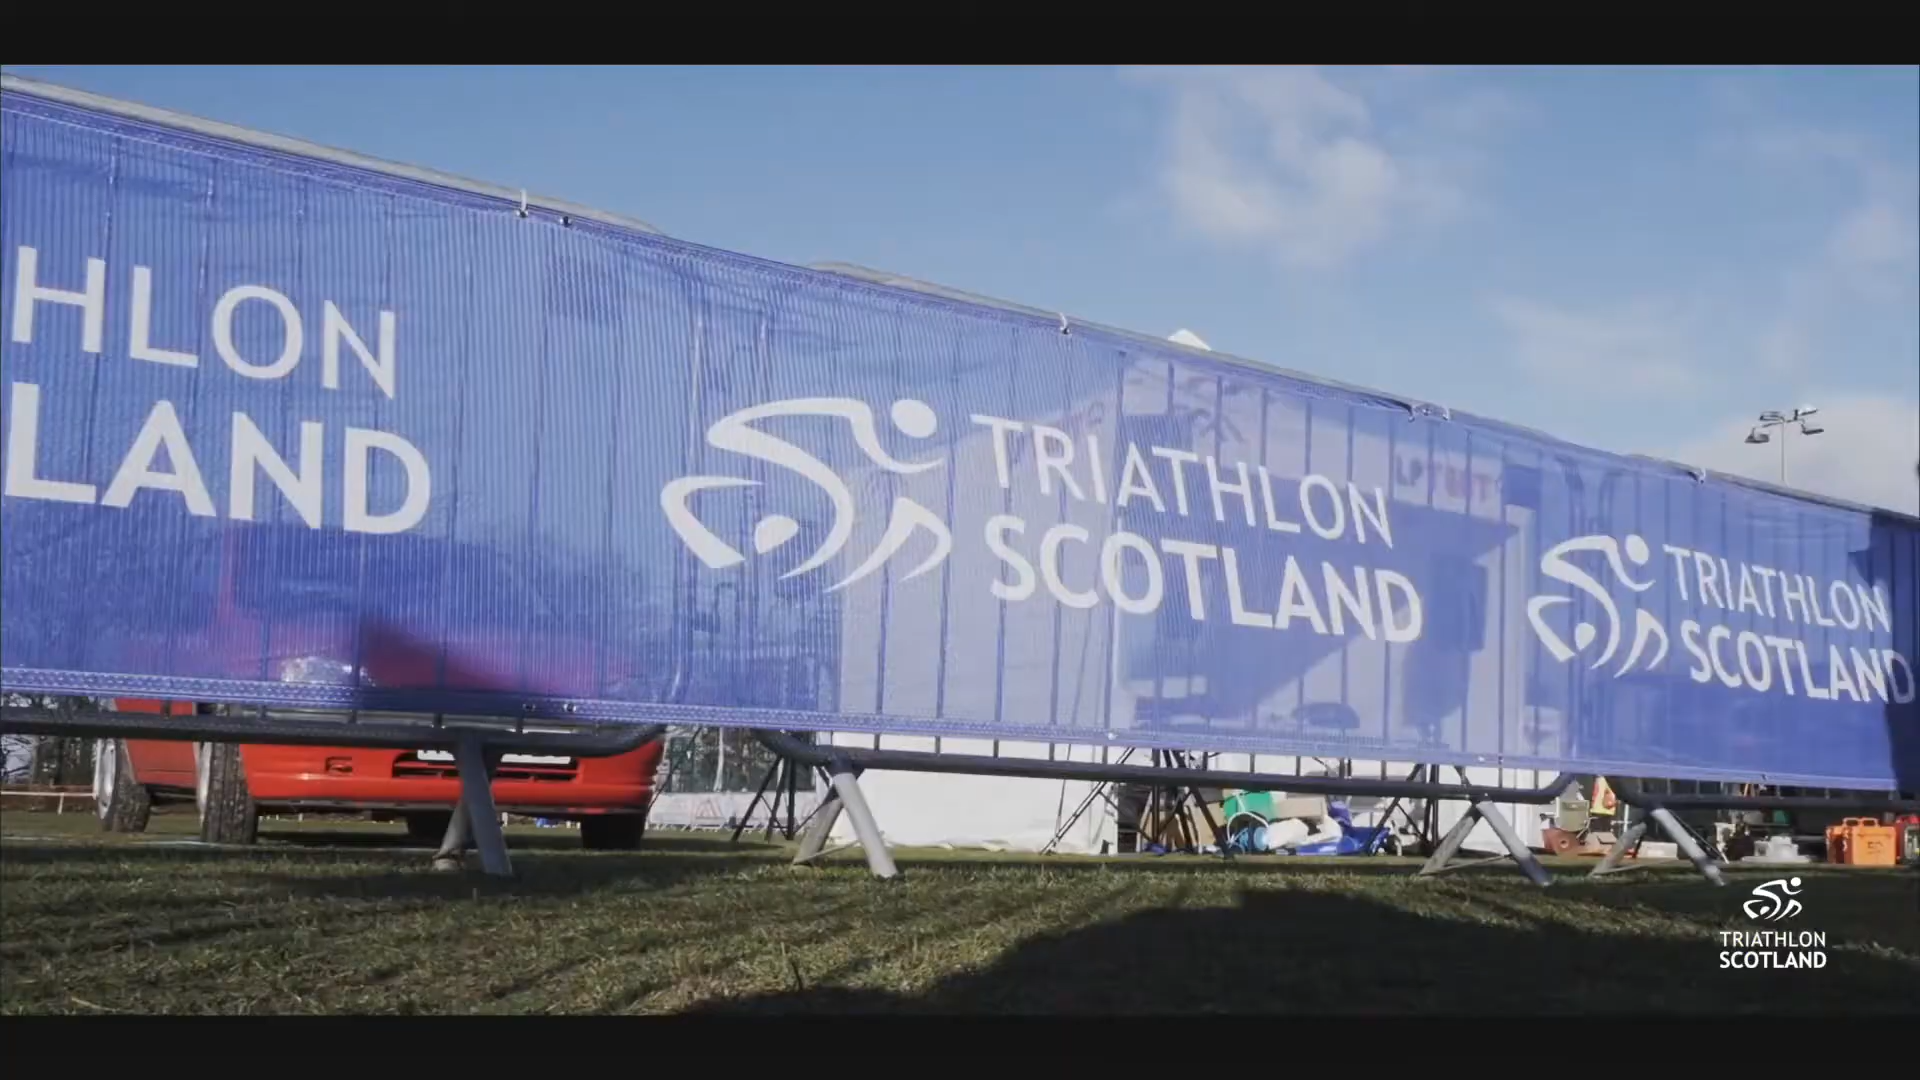 HLON
LAND
TRIATHLON
SCOTLAND
TRIATHLON
SCOTLAND
TRIATHLON
SCOTLAND